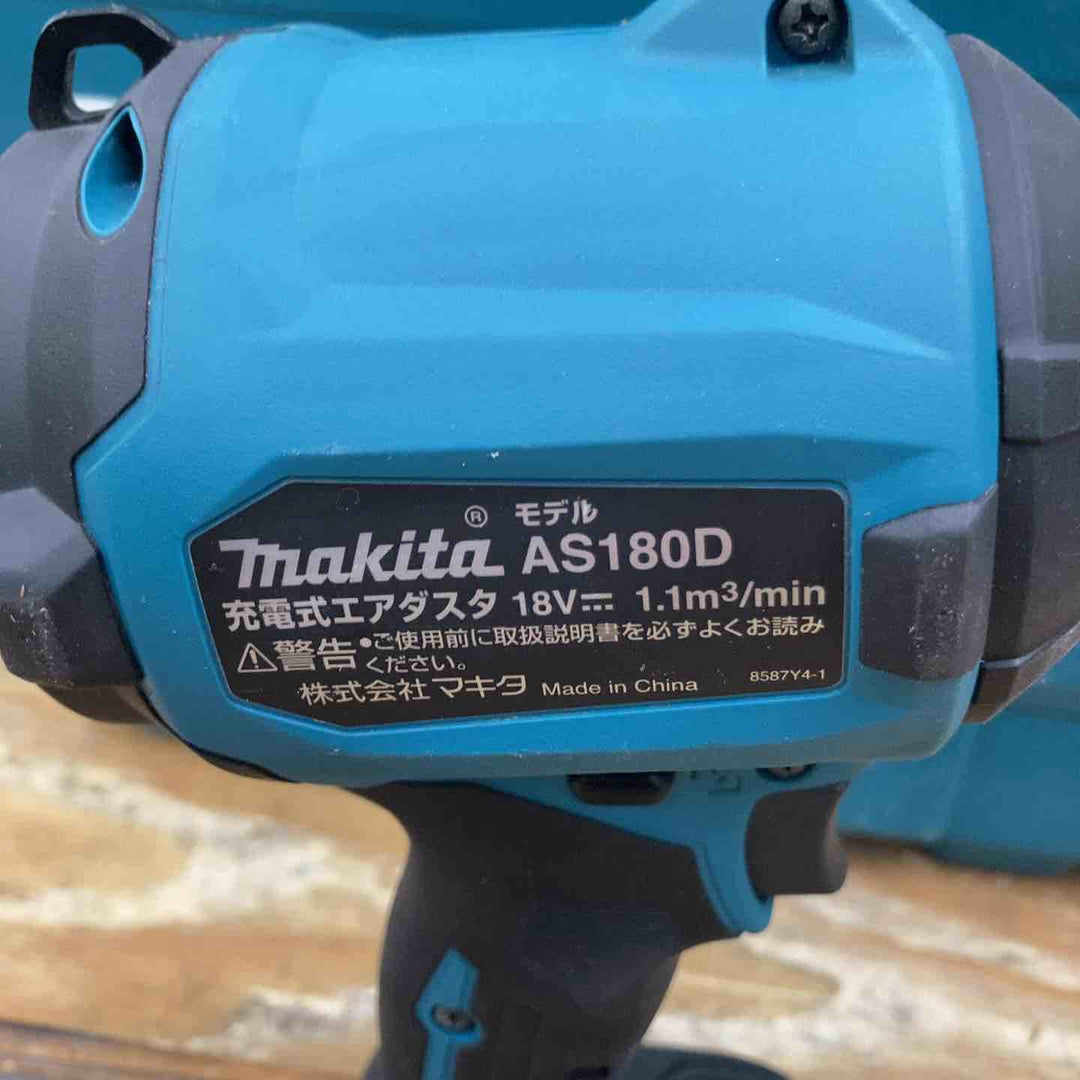 makita® モデル AS180D
充電式エアダスタ 18V⎓ 1.1m³/min
⚠警告 •ご使用前に取扱説明書を必ずよくお読み
ください。
株式会社マキタ Made in China 8587Y4-1